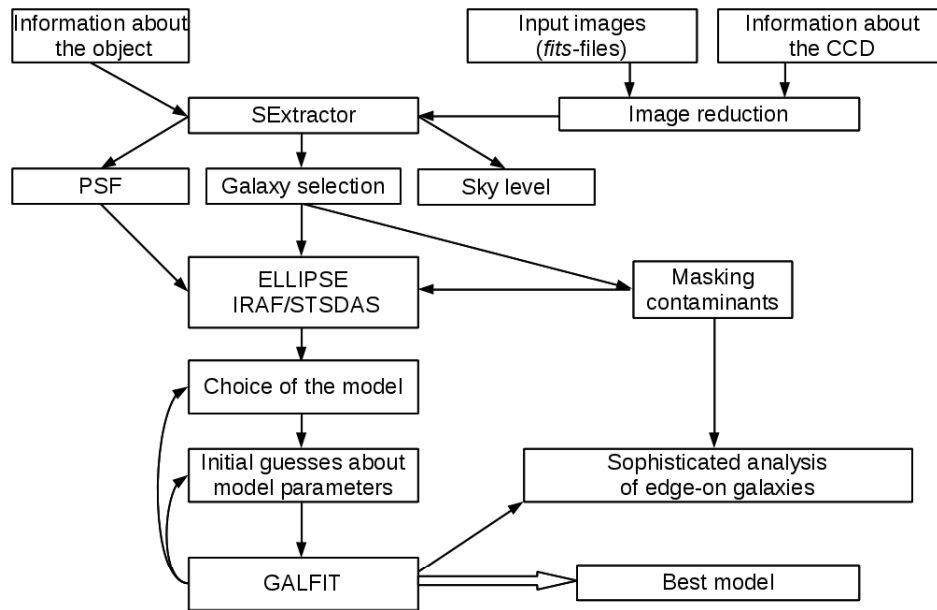 Information about
the object
Input images
(fits-files)
Information about
the CCD
SExtractor
Image reduction
PSF
Galaxy selection
Sky level
ELLIPSE
IRAF/STSDAS
Masking
contaminants
Choice of the model
Initial guesses about
model parameters
Sophisticated analysis
of edge-on galaxies
GALFIT
Best model